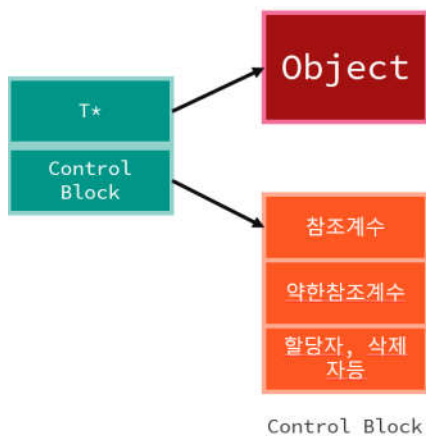 Object
T*
Control
Block
참조계수
약한참조계수
할당자, 삭제
자등
Control Block